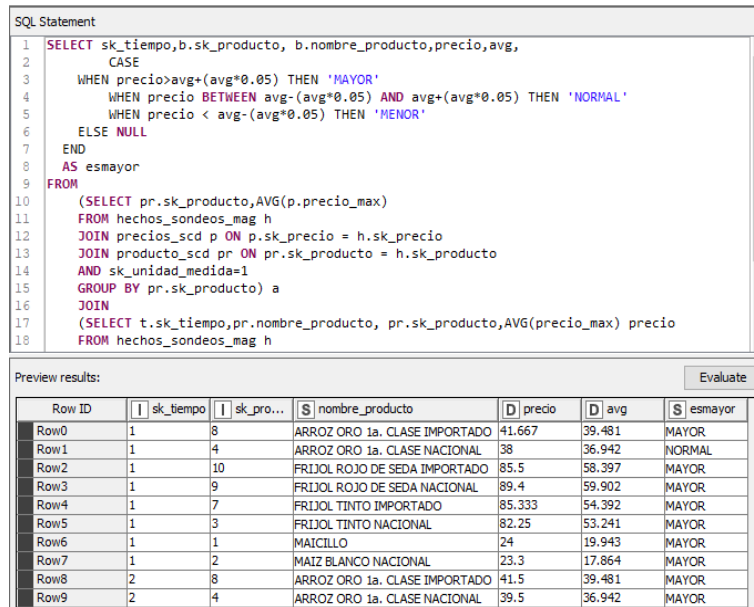 SQL Statement
1 SELECT sk_tiempo,b.sk_producto, b.nombre_producto,precio,avg,
2 CASE
3 WHEN precio>avg+(avg*0.05) THEN 'MAYOR'
4 WHEN precio BETWEEN avg-(avg*0.05) AND avg+(avg*0.05) THEN 'NORMAL'
5 WHEN precio < avg-(avg*0.05) THEN 'MENOR'
6 ELSE NULL
7 END
8 AS esmayor
9 FROM
10 (SELECT pr.sk_producto,AVG(p.precio_max)
11 FROM hechos_sondeos_mag h
12 JOIN precios_scd p ON p.sk_precio = h.sk_precio
13 JOIN producto_scd pr ON pr.sk_producto = h.sk_producto
14 AND sk_unidad_medida=1
15 GROUP BY pr.sk_producto) a
16 JOIN
17 (SELECT t.sk_tiempo,pr.nombre_producto, pr.sk_producto,AVG(precio_max) precio
18 FROM hechos_sondeos_mag h
Preview results: Evaluate
Row ID I sk_tiempo I sk_pro... S nombre_producto D precio D avg S esmayor
Row0 1 8 ARROZ ORO 1a. CLASE IMPORTADO 41.667 39.481 MAYOR
Row1 1 4 ARROZ ORO 1a. CLASE NACIONAL 38 36.942 NORMAL
Row2 1 10 FRIJOL ROJO DE SEDA IMPORTADO 85.5 58.397 MAYOR
Row3 1 9 FRIJOL ROJO DE SEDA NACIONAL 89.4 59.902 MAYOR
Row4 1 7 FRIJOL TINTO IMPORTADO 85.333 54.392 MAYOR
Row5 1 3 FRIJOL TINTO NACIONAL 82.25 53.241 MAYOR
Row6 1 1 MAICILLO 24 19.943 MAYOR
Row7 1 2 MAIZ BLANCO NACIONAL 23.3 17.864 MAYOR
Row8 2 8 ARROZ ORO 1a. CLASE IMPORTADO 41.5 39.481 MAYOR
Row9 2 4 ARROZ ORO 1a. CLASE NACIONAL 39.5 36.942 MAYOR